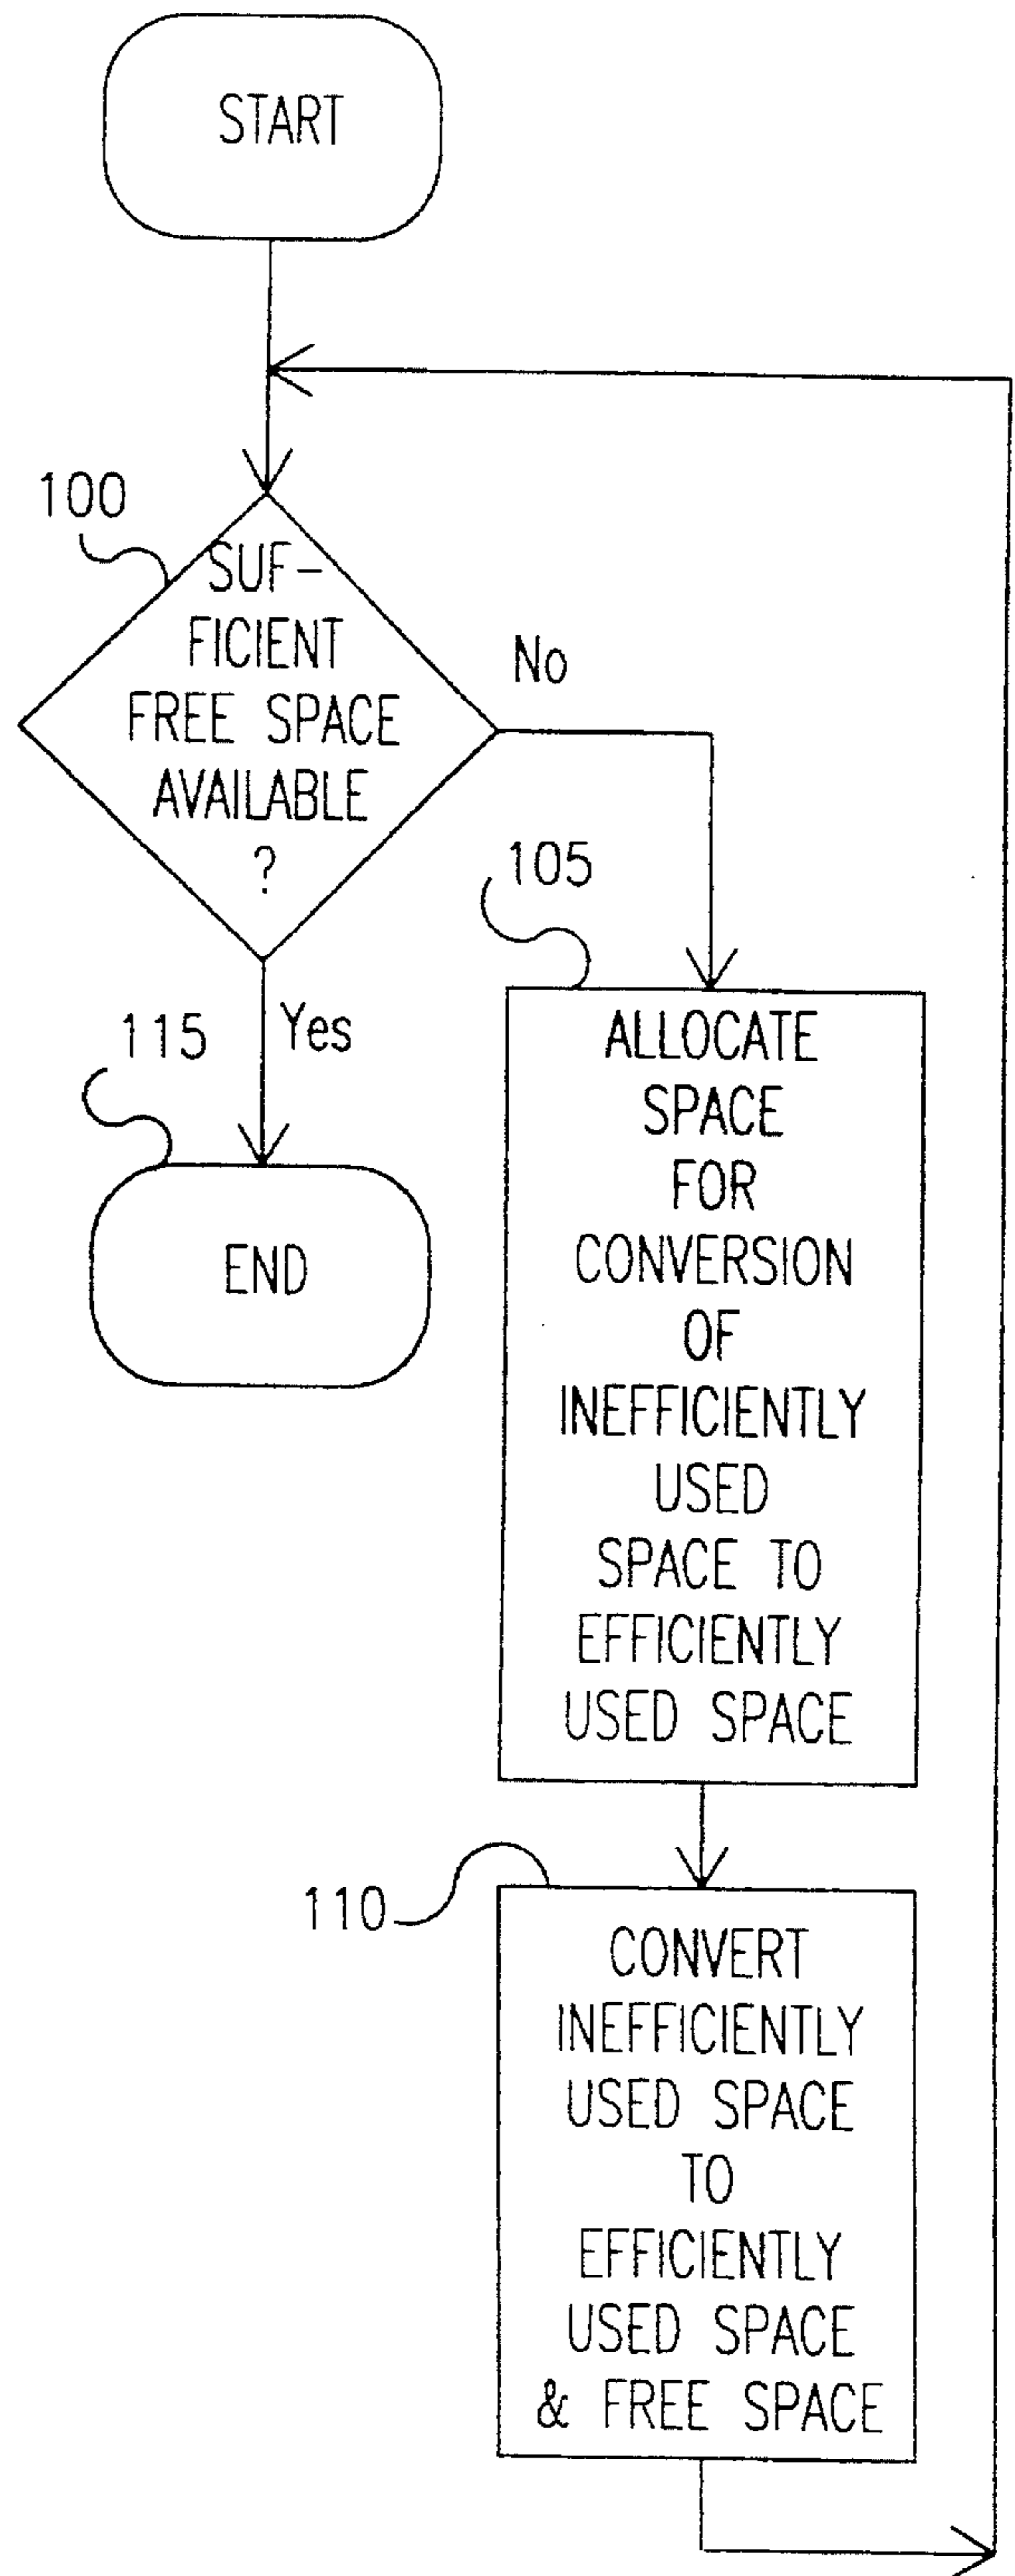 START
100
SUF-
FICIENT
FREE SPACE
AVAILABLE
?
No
Yes
115
END
105
ALLOCATE
SPACE
FOR
CONVERSION
OF
INEFFICIENTLY
USED
SPACE TO
EFFICIENTLY
USED SPACE
110
CONVERT
INEFFICIENTLY
USED SPACE
TO
EFFICIENTLY
USED SPACE
& FREE SPACE